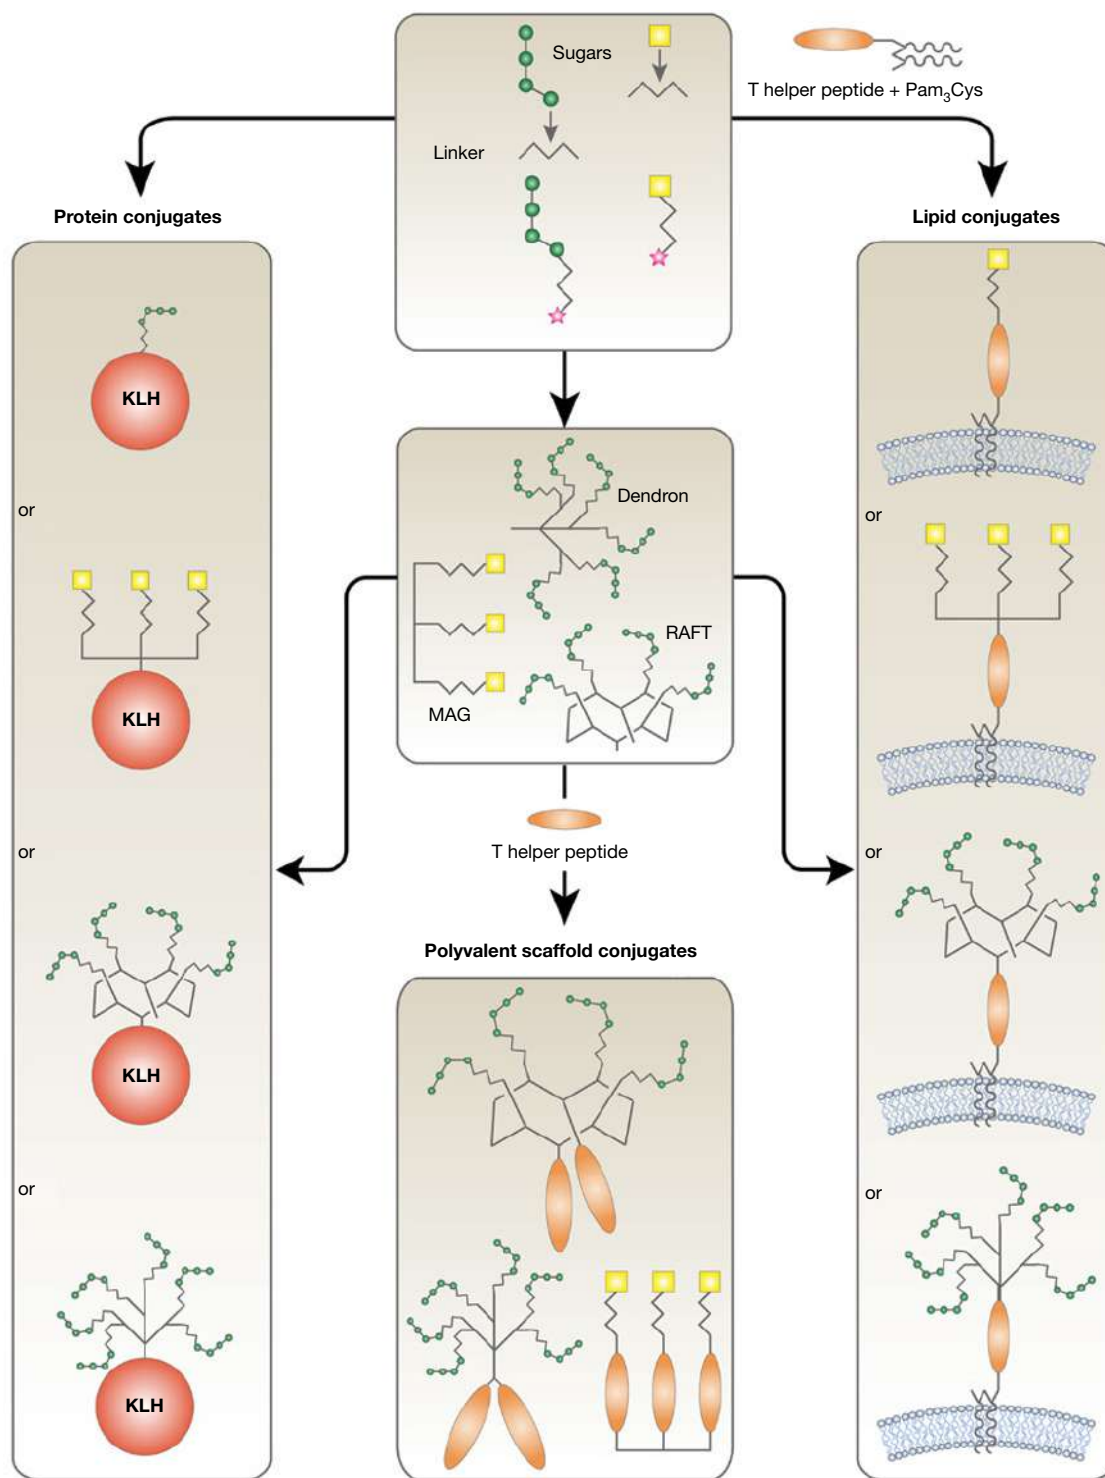 Sugars
T helper peptide + Pam₃Cys
Linker
Protein conjugates
Lipid conjugates
KLH
or
or
Dendron
KLH
RAFT
MAG
or
or
T helper peptide
Polyvalent scaffold conjugates
KLH
or
or
KLH